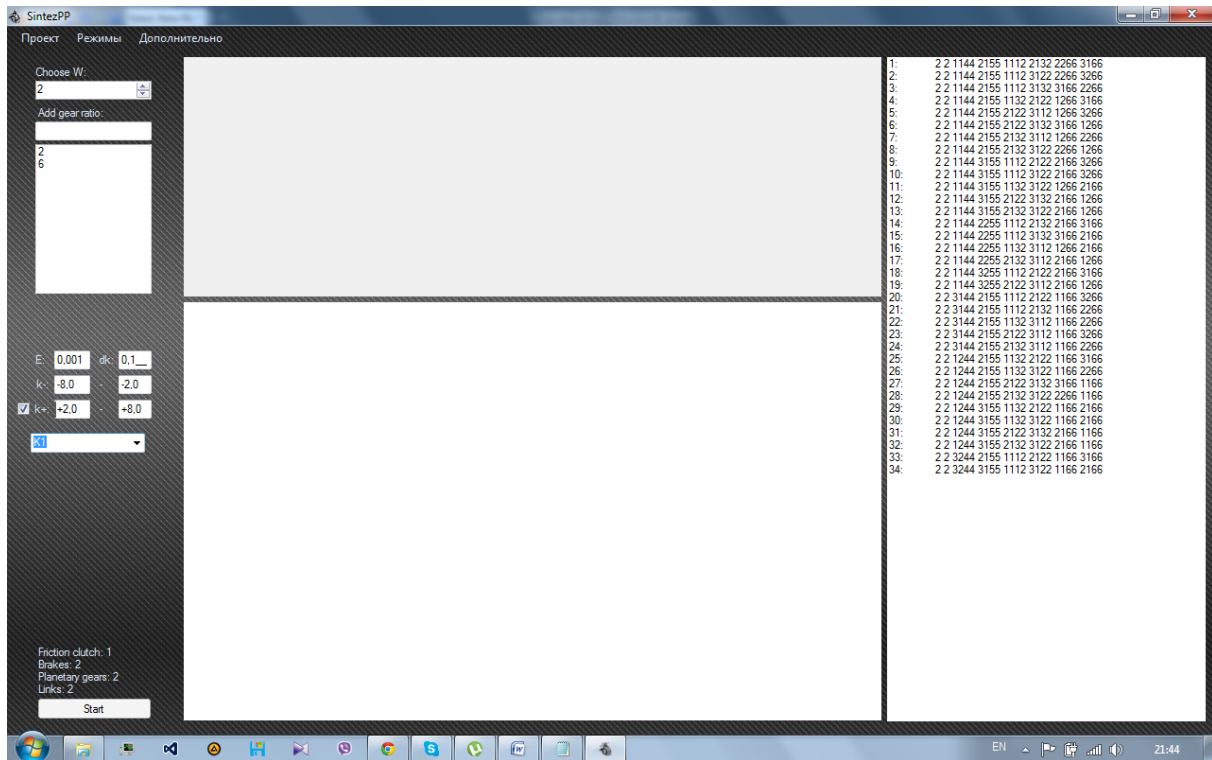 SintezPP
Проект Режимы Дополнительно
Choose W:
2
Add gear ratio:
2
6
E: 0,001 dk: 0,1__
k-: -8,0 - -2,0
k+: +2,0 - +8,0
K1
Friction clutch: 1
Brakes: 2
Planetary gears: 2
Links: 2
Start
1: 2 2 1144 2155 1112 2132 2266 3166
2: 2 2 1144 2155 1112 3122 2266 3266
3: 2 2 1144 2155 1112 3132 3166 2266
4: 2 2 1144 2155 1132 2122 1266 3166
5: 2 2 1144 2155 2122 3112 1266 3266
6: 2 2 1144 2155 2122 3132 3166 1266
7: 2 2 1144 2155 2132 3112 1266 2266
8: 2 2 1144 2155 2132 3122 2266 1266
9: 2 2 1144 3155 1112 2122 2166 3266
10: 2 2 1144 3155 1112 3122 2166 3266
11: 2 2 1144 3155 1132 3122 1266 2166
12: 2 2 1144 3155 2122 3132 2166 1266
13: 2 2 1144 3155 2132 3122 2166 1266
14: 2 2 1144 2255 1112 2132 2166 3166
15: 2 2 1144 2255 1112 3132 3166 2166
16: 2 2 1144 2255 1132 3112 1266 2166
17: 2 2 1144 2255 2132 3112 2166 1266
18: 2 2 1144 3255 1112 2122 2166 3166
19: 2 2 1144 3255 2122 3112 2166 1266
20: 2 2 3144 2155 1112 2122 1166 3266
21: 2 2 3144 2155 1112 2132 1166 2266
22: 2 2 3144 2155 1132 3112 1166 2266
23: 2 2 3144 2155 2122 3112 1166 3266
24: 2 2 3144 2155 2132 3112 1166 2266
25: 2 2 1244 2155 1132 2122 1166 3166
26: 2 2 1244 2155 1132 3122 1166 2266
27: 2 2 1244 2155 2122 3132 3166 1166
28: 2 2 1244 2155 2132 3122 2266 1166
29: 2 2 1244 3155 1132 2122 1166 2166
30: 2 2 1244 3155 1132 3122 1166 2166
31: 2 2 1244 3155 2122 3132 2166 1166
32: 2 2 1244 3155 2132 3122 2166 1166
33: 2 2 3244 2155 1112 2122 1166 3166
34: 2 2 3244 3155 1112 3122 1166 2166
EN 21:44